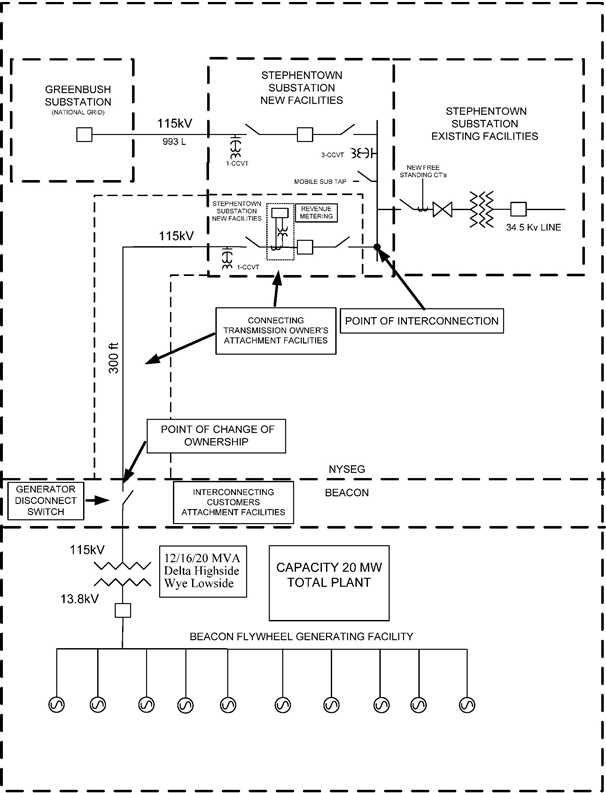 GREENBUSH
SUBSTATION
(NATIONAL GRID)
115kV
993 L
STEPHENTOWN
SUBSTATION
NEW FACILITIES
1-CCVT
3-CCVT
MOBILE SUB TAP
STEPHENTOWN
SUBSTATION
EXISTING FACILITIES
NEW FREE
STANDING CT's
34.5 Kv LINE
STEPHENTOWN
SUBSTATION
NEW FACILITIES
REVENUE
METERING
115kV
1-CCVT
CONNECTING
TRANSMISSION OWNER'S
ATTACHMENT FACILITIES
POINT OF INTERCONNECTION
300 ft
POINT OF CHANGE OF
OWNERSHIP
NYSEG
BEACON
GENERATOR
DISCONNECT
SWITCH
INTERCONNECTING
CUSTOMERS
ATTACHMENT FACILITIES
115kV
12/16/20 MVA
Delta Highside
Wye Lowside
CAPACITY 20 MW
TOTAL PLANT
13.8kV
BEACON FLYWHEEL GENERATING FACILITY